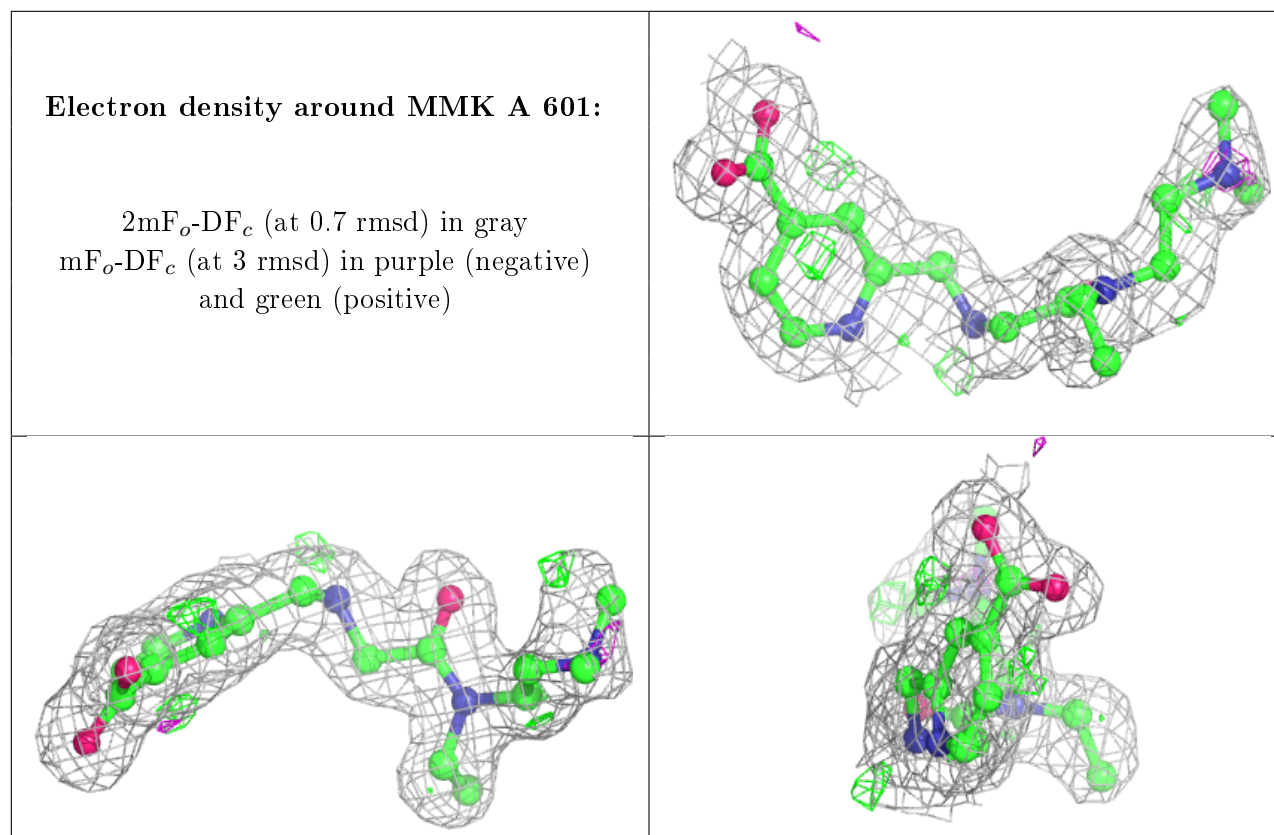 Electron density around MMK A 601:
2mFₒ-DF𝒸 (at 0.7 rmsd) in gray
mFₒ-DF𝒸 (at 3 rmsd) in purple (negative)
and green (positive)